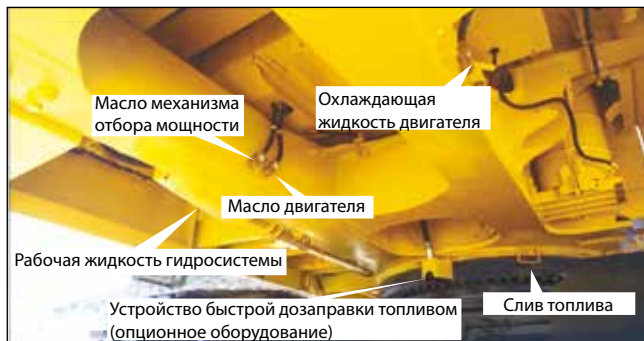 Масло механизма
отбора мощности
Охлаждающая
жидкость двигателя
Масло двигателя
Рабочая жидкость гидросистемы
Устройство быстрой дозаправки топливом
(опционное оборудование)
Слив топлива